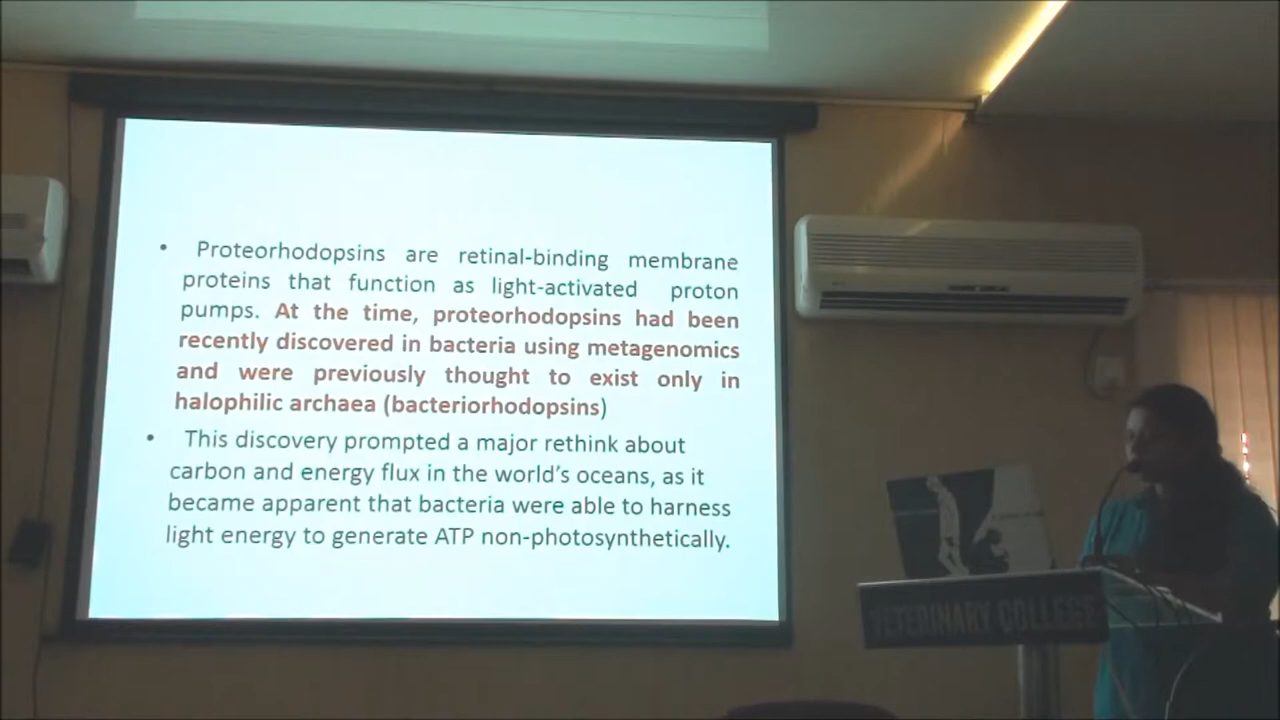 • Proteorhodopsins are retinal-binding membrane
proteins that function as light-activated proton
pumps. At the time, proteorhodopsins had been
recently discovered in bacteria using metagenomics
and were previously thought to exist only in
halophilic archaea (bacteriorhodopsins)
• This discovery prompted a major rethink about
carbon and energy flux in the world's oceans, as it
became apparent that bacteria were able to harness
light energy to generate ATP non-photosynthetically.
VETERINARY COLLEGE